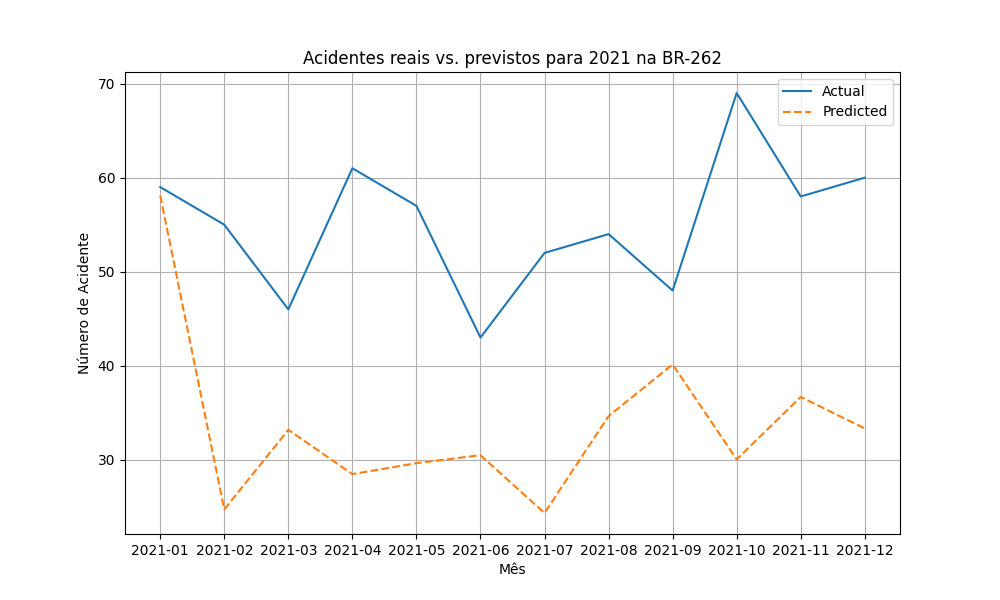 Acidentes reais vs. previstos para 2021 na BR-262
Actual
Predicted
Número de Acidente
70
60
50
40
30
2021-01 2021-02 2021-03 2021-04 2021-05 2021-06 2021-07 2021-08 2021-09 2021-10 2021-11 2021-12
Mês